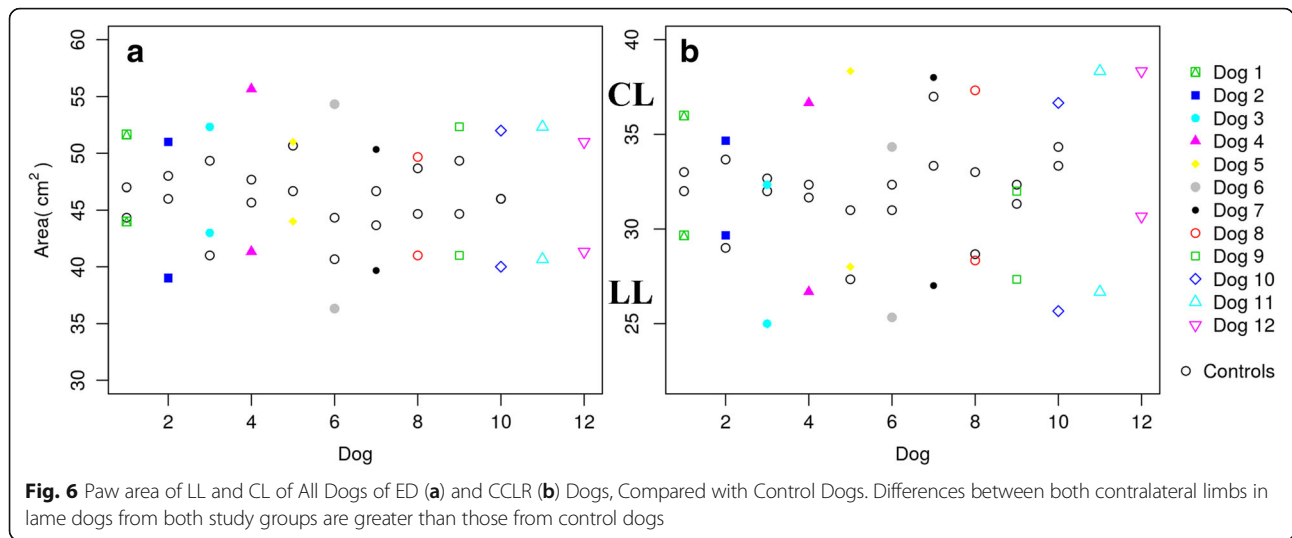 a
b
60
55
50
45
40
35
30
Area( cm²)
2 4 6 8 10 12
Dog
CL
LL
40
35
30
25
2 4 6 8 10 12
Dog
Dog 1
Dog 2
Dog 3
Dog 4
Dog 5
Dog 6
Dog 7
Dog 8
Dog 9
Dog 10
Dog 11
Dog 12
Controls
Fig. 6 Paw area of LL and CL of All Dogs of ED (a) and CCLR (b) Dogs, Compared with Control Dogs. Differences between both contralateral limbs in
lame dogs from both study groups are greater than those from control dogs